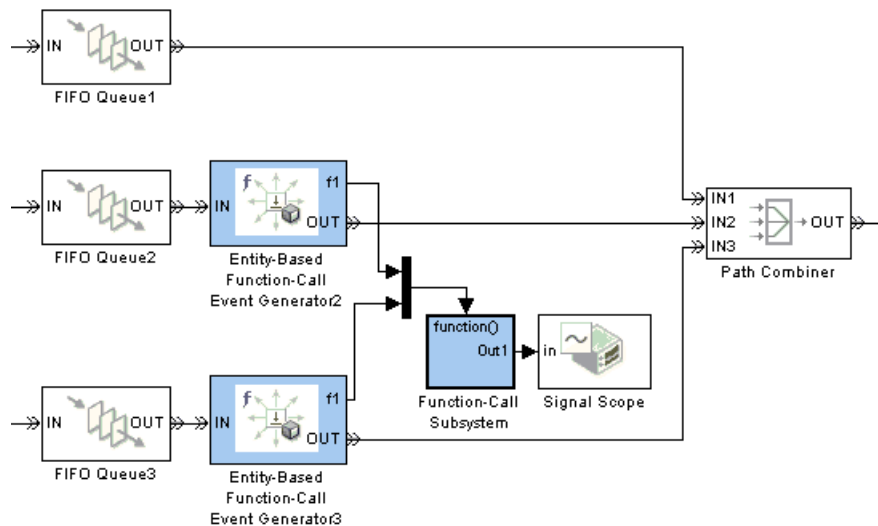 IN OUT
FIFO Queue1
IN OUT
FIFO Queue2
f
f1
IN
OUT
Entity-Based
Function-Call
Event Generator2
IN1
IN2
IN3
OUT
Path Combiner
function()
Out1
Function-Call
Subsystem
in
Signal Scope
IN OUT
FIFO Queue3
f
f1
IN
OUT
Entity-Based
Function-Call
Event Generator3